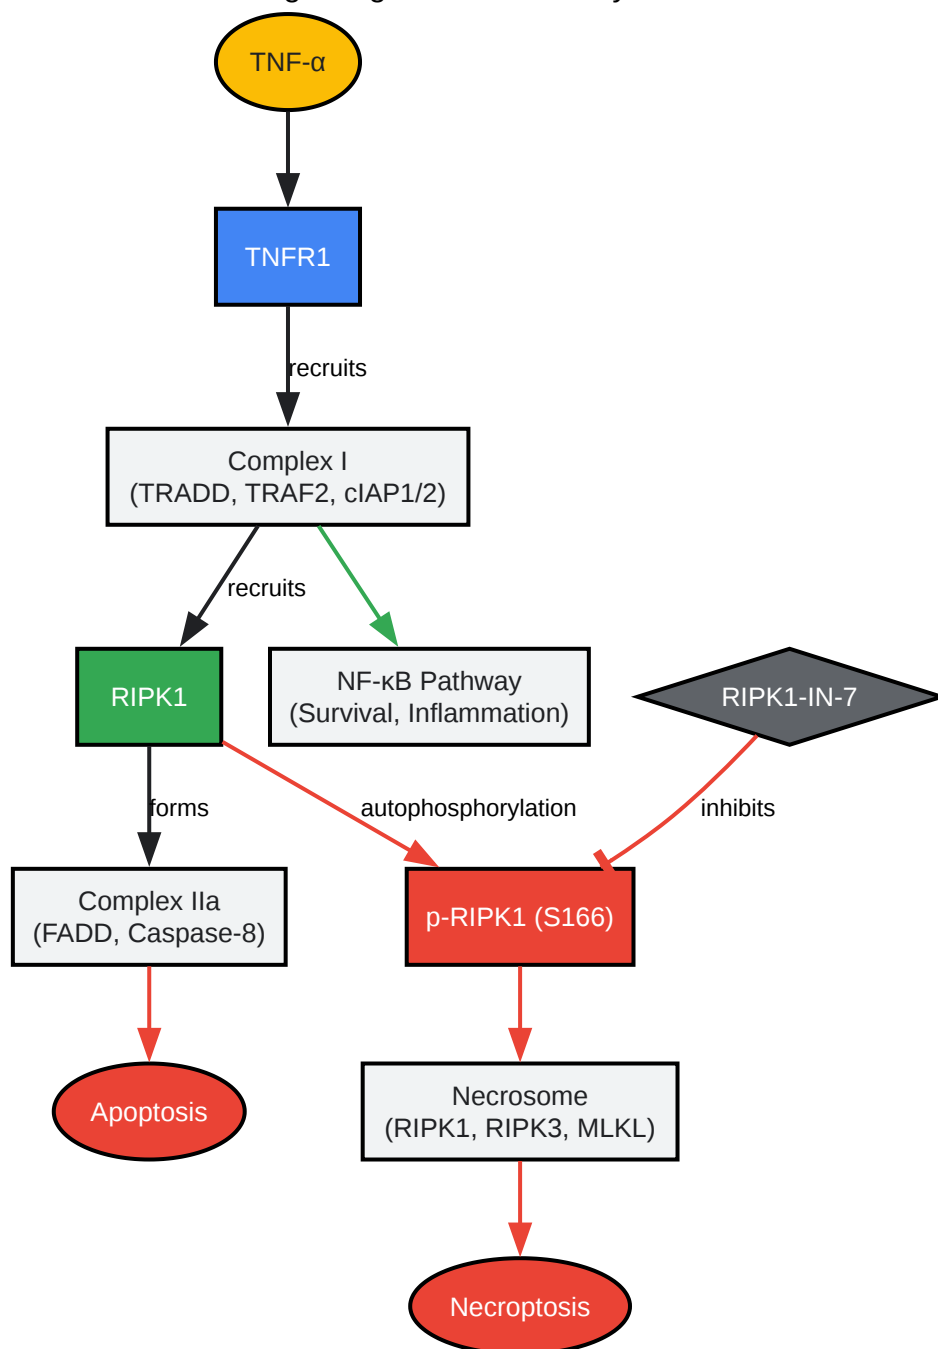 TNF-α
TNFR1
recruits
Complex I
(TRADD, TRAF2, cIAP1/2)
recruits
RIPK1
NF-κB Pathway
(Survival, Inflammation)
RIPK1-IN-7
forms
autophosphorylation
inhibits
Complex IIa
(FADD, Caspase-8)
p-RIPK1 (S166)
Apoptosis
Necrosome
(RIPK1, RIPK3, MLKL)
Necroptosis